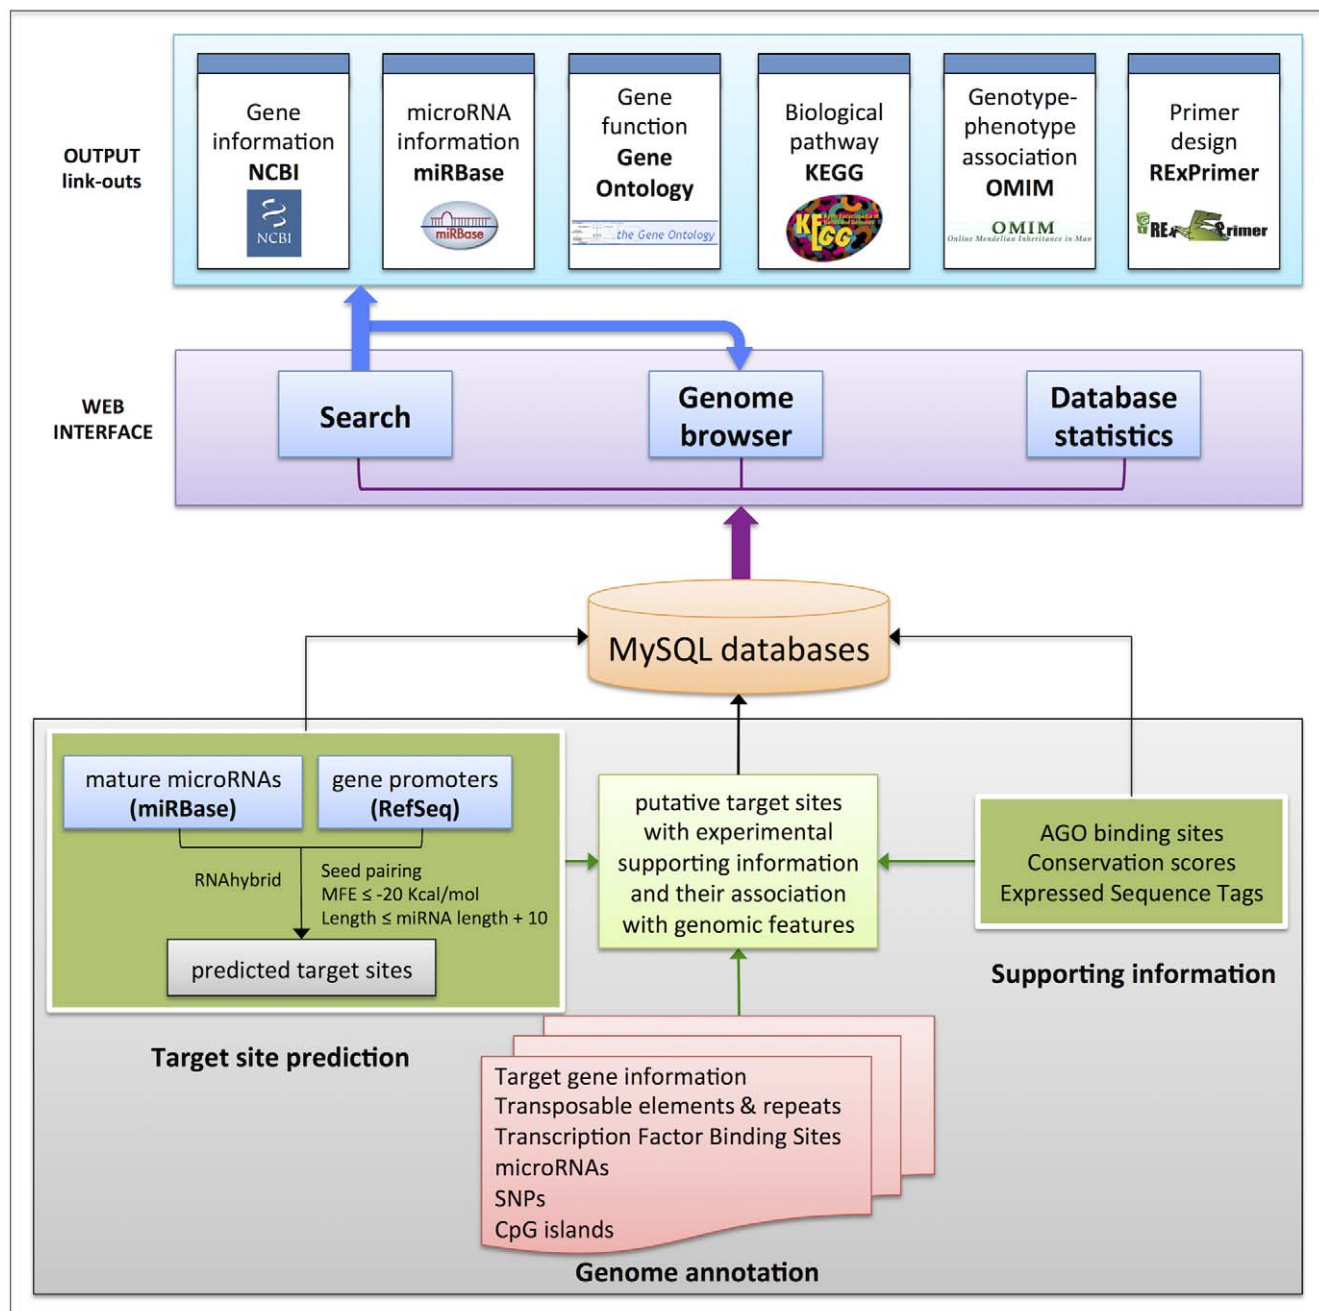 OUTPUT
link-outs
Gene
information
NCBI
NCBI
microRNA
information
miRBase
miRBase
Gene
function
Gene
Ontology
the Gene Ontology
Biological
pathway
KEGG
KEGG
Genotype-
phenotype
association
OMIM
OMIM
Online Mendelian Inheritance in Man
Primer
design
RExPrimer
REx Primer
WEB
INTERFACE
Search
Genome
browser
Database
statistics
MySQL databases
mature microRNAs
(miRBase)
gene promoters
(RefSeq)
RNAhybrid
Seed pairing
MFE ≤ -20 Kcal/mol
Length ≤ miRNA length + 10
predicted target sites
Target site prediction
putative target sites
with experimental
supporting information
and their association
with genomic features
AGO binding sites
Conservation scores
Expressed Sequence Tags
Supporting information
Target gene information
Transposable elements & repeats
Transcription Factor Binding Sites
microRNAs
SNPs
CpG islands
Genome annotation